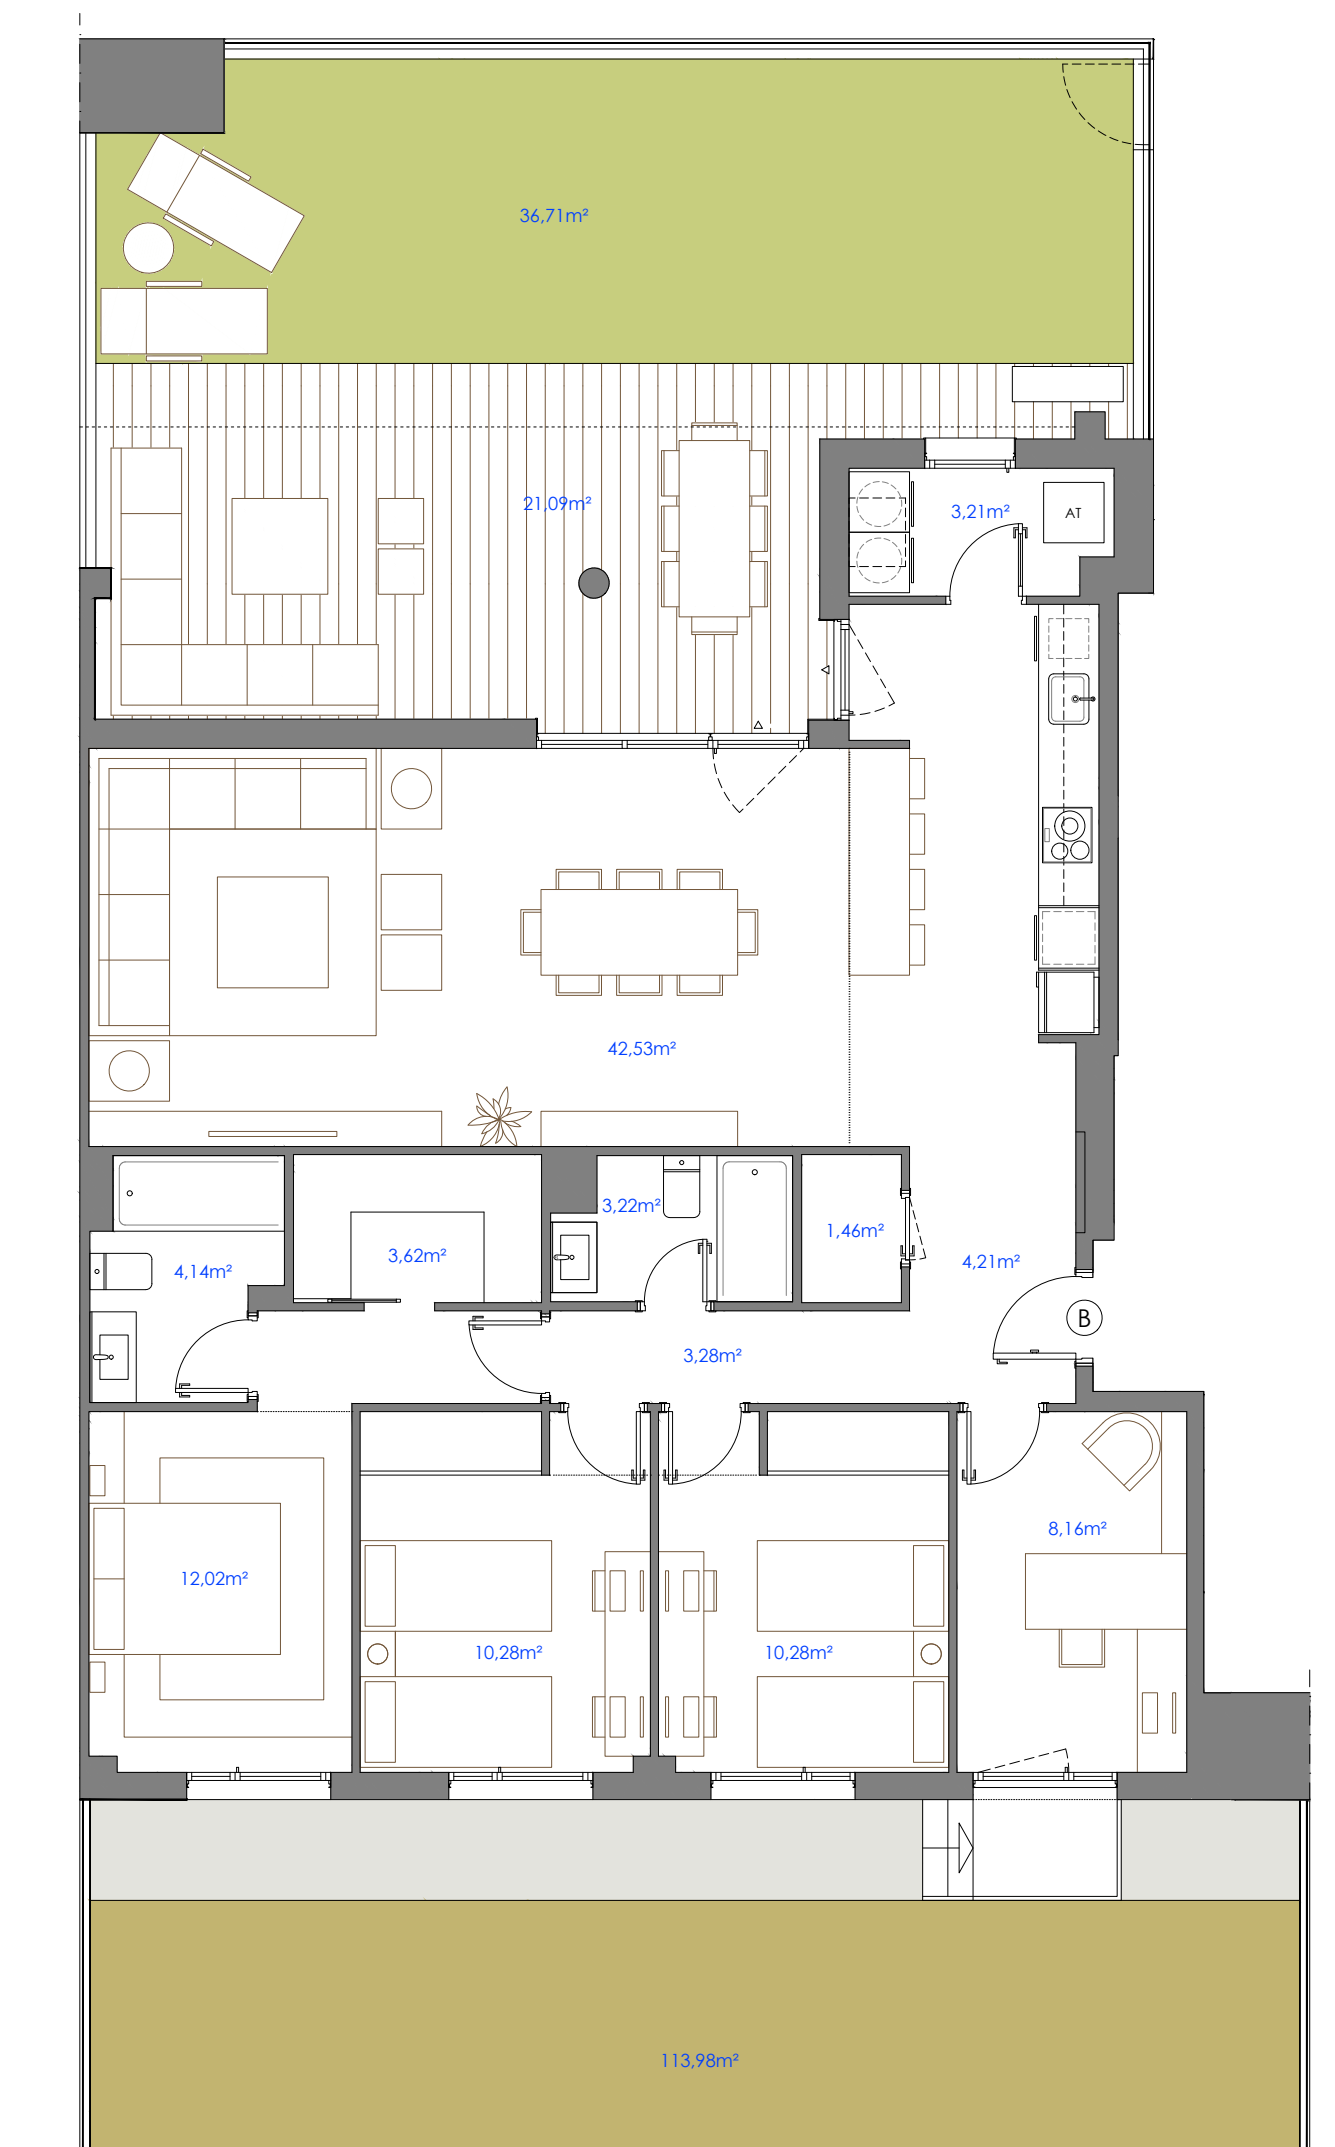 36,71m²
21,09m²
3,21m²
AT
42,53m²
3,22m²
1,46m²
3,62m²
4,21m²
4,14m²
B
3,28m²
8,16m²
12,02m²
10,28m²
10,28m²
113,98m²